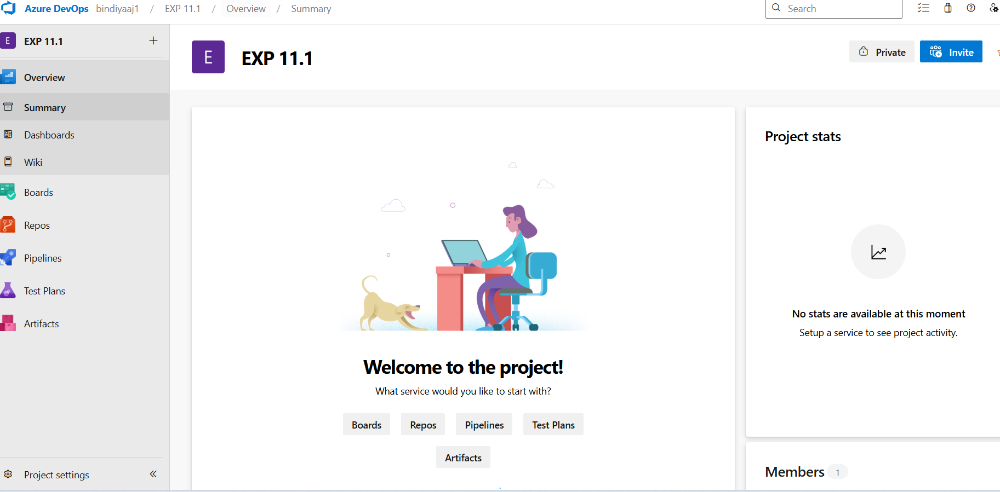 Azure DevOps bindiyaaj1 / EXP 11.1 / Overview / Summary
Search
E EXP 11.1 +
Overview
Summary
Dashboards
Wiki
Boards
Repos
Pipelines
Test Plans
Artifacts
Project settings
E EXP 11.1
Private
Invite
Welcome to the project!
What service would you like to start with?
Boards Repos Pipelines Test Plans
Artifacts
Project stats
No stats are available at this moment
Setup a service to see project activity.
Members 1